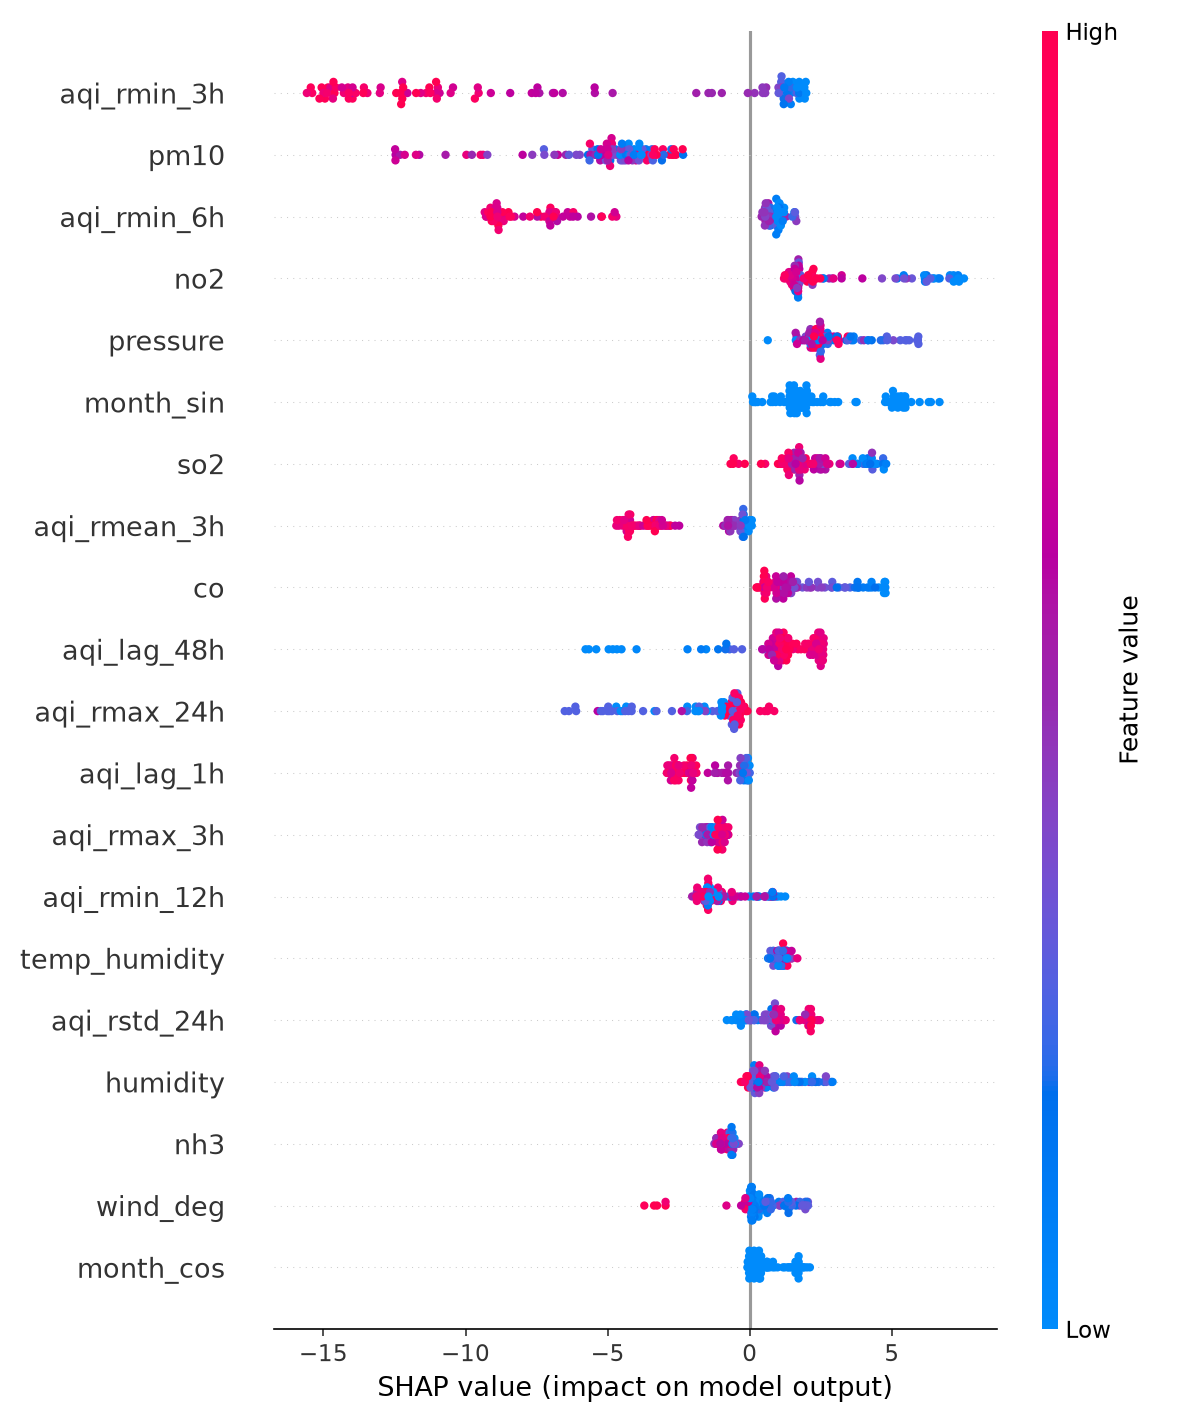 High
aqi_rmin_3h
pm10
aqi_rmin_6h
no2
pressure
month_sin
so2
aqi_rmean_3h
co
aqi_lag_48h
aqi_rmax_24h
aqi_lag_1h
aqi_rmax_3h
aqi_rmin_12h
temp_humidity
aqi_rstd_24h
humidity
nh3
wind_deg
month_cos
Feature value
Low
−15 −10 −5 0 5
SHAP value (impact on model output)